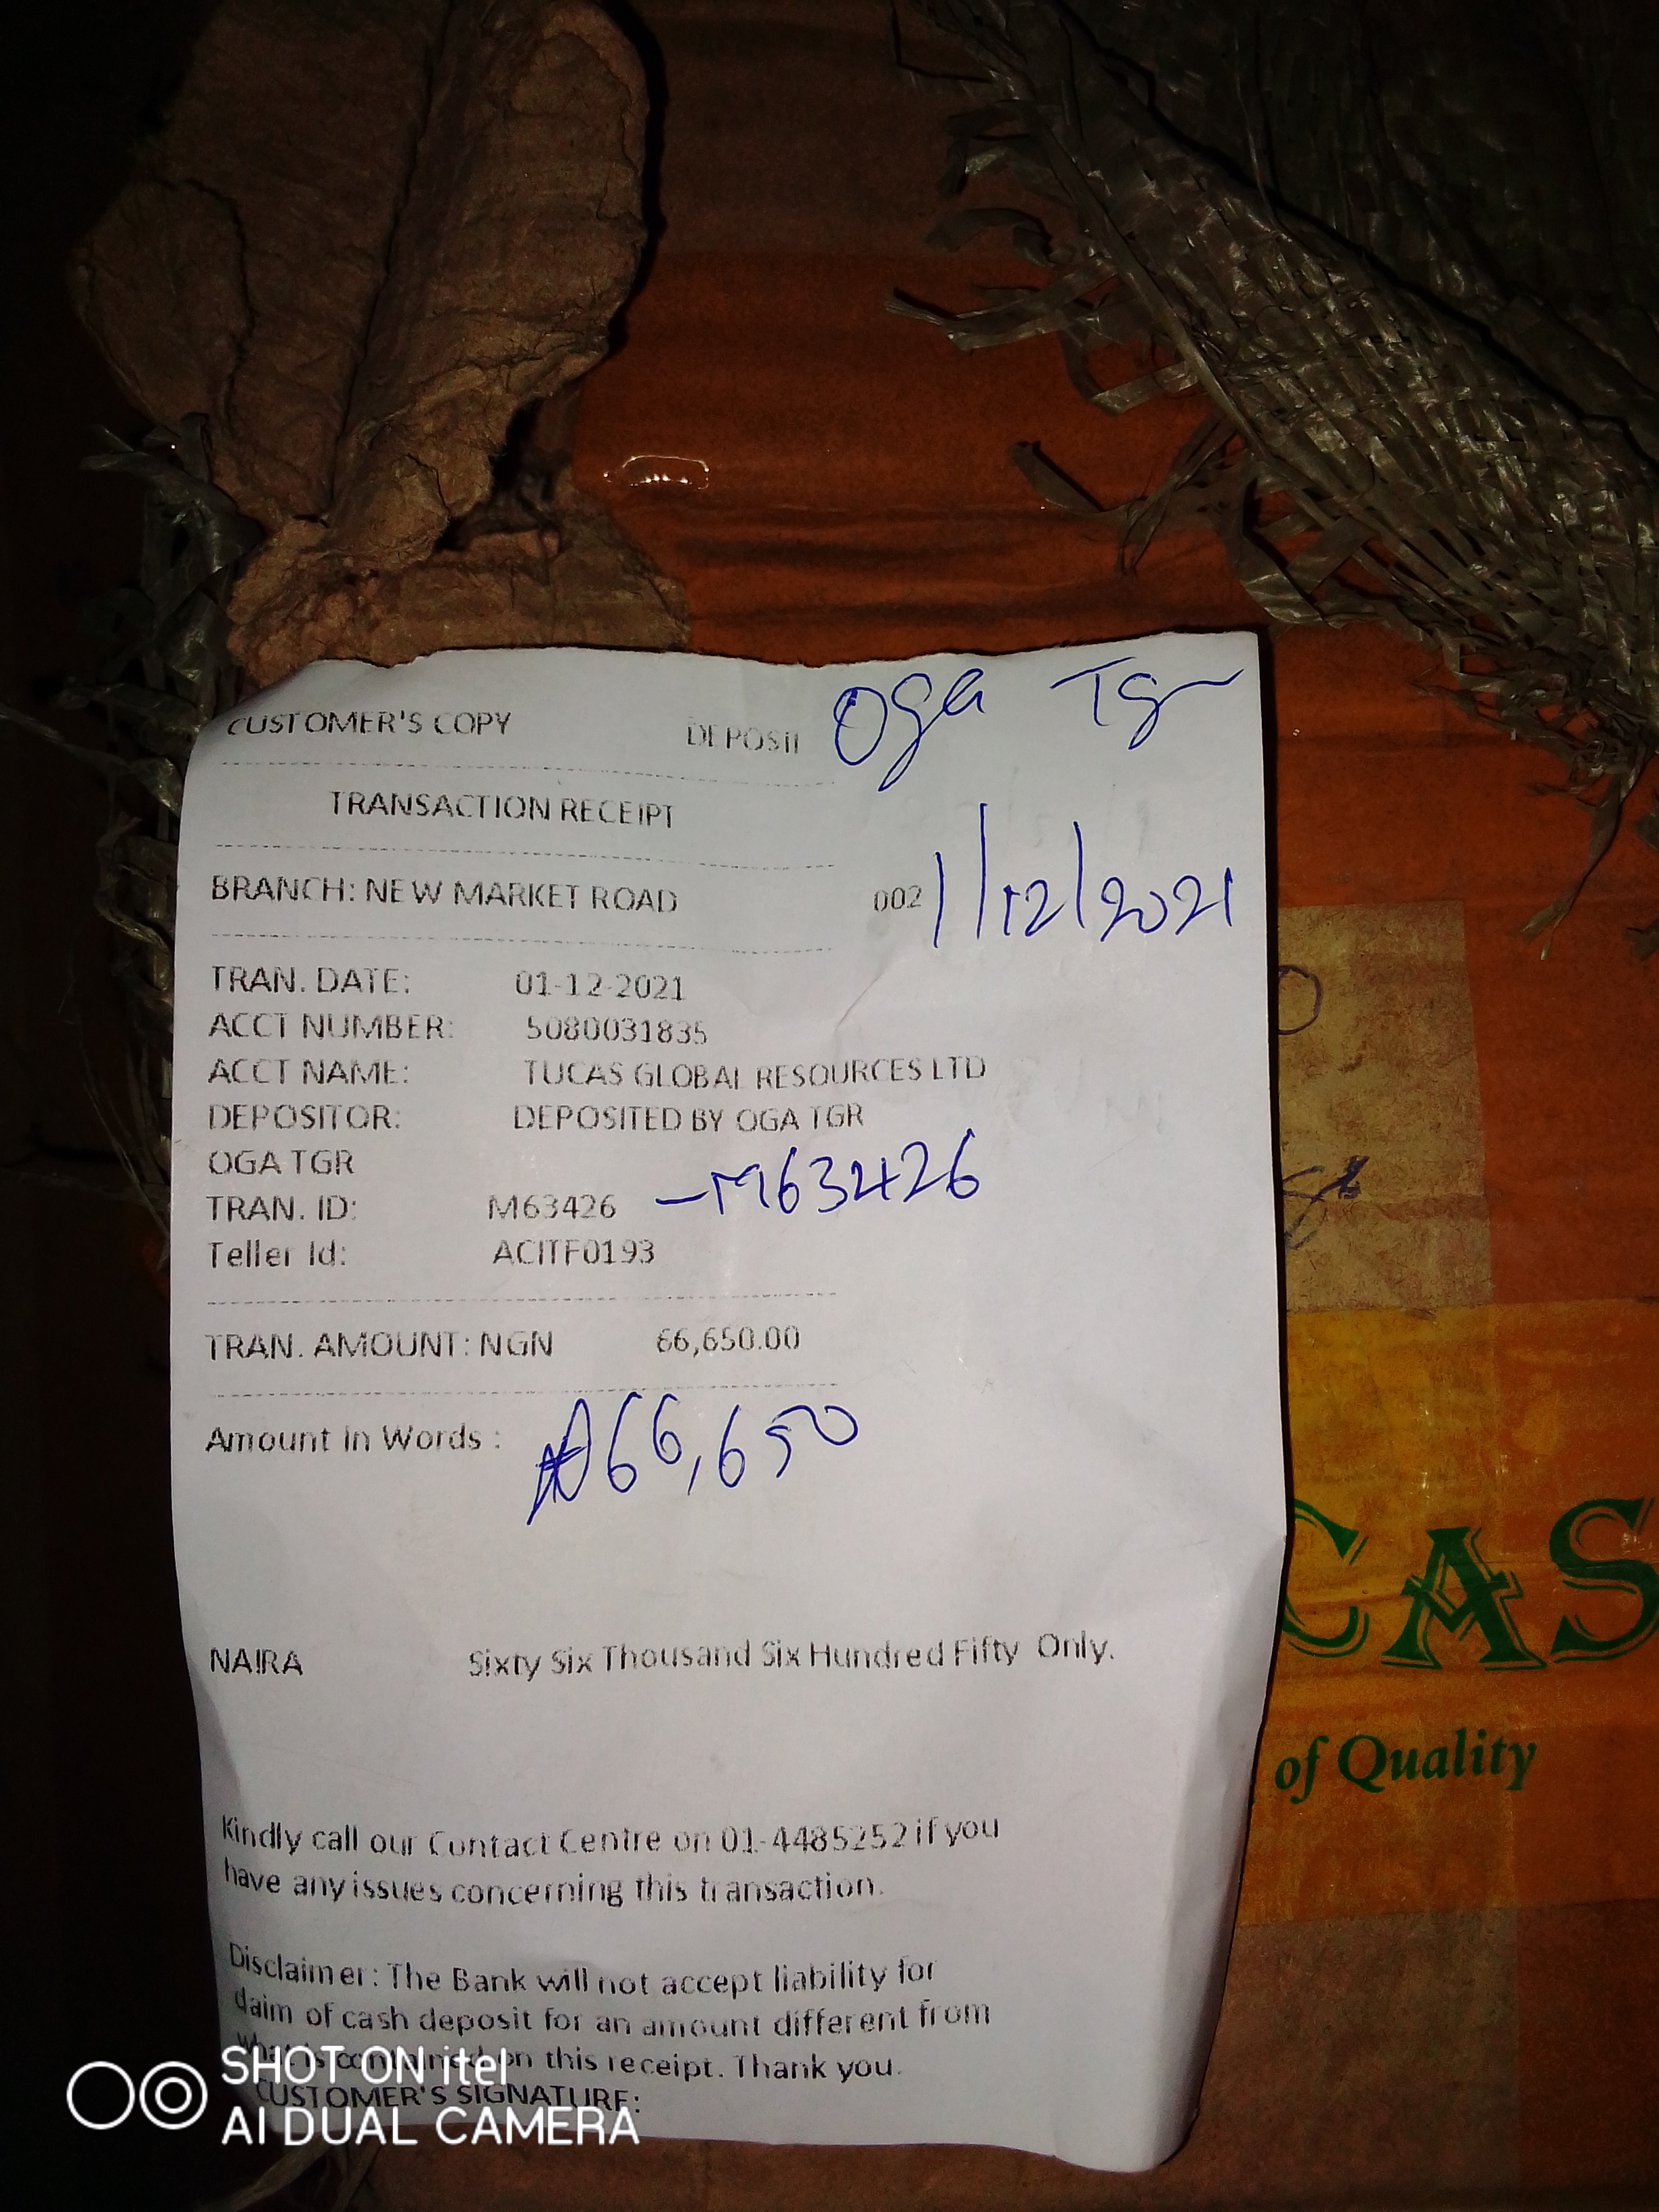 CUSTOMER'S COPY DEPOSIT Oga Tgr
TRANSACTION RECEIPT
BRANCH: NEW MARKET ROAD 002
1/12/2021
TRAN. DATE: 01-12-2021
ACCT NUMBER: 5080031835
ACCT NAME: TUCAS GLOBAL RESOURCES LTD
DEPOSITOR: DEPOSITED BY OGA TGR
OGA TGR
TRAN. ID: M63426 –M63426
Teller Id: ACITF0193
TRAN. AMOUNT: NGN 66,650.00
Amount in Words : ₦66,650
NAIRA Sixty Six Thousand Six Hundred Fifty Only.
Kindly call our Contact Centre on 01-4485252 if you
have any issues concerning this transaction.
Disclaimer: The Bank will not accept liability for
claim of cash deposit for an amount different from
what is contained on this receipt. Thank you.
CUSTOMER'S SIGNATURE:
CAS
of Quality
SHOT ON itel
AI DUAL CAMERA